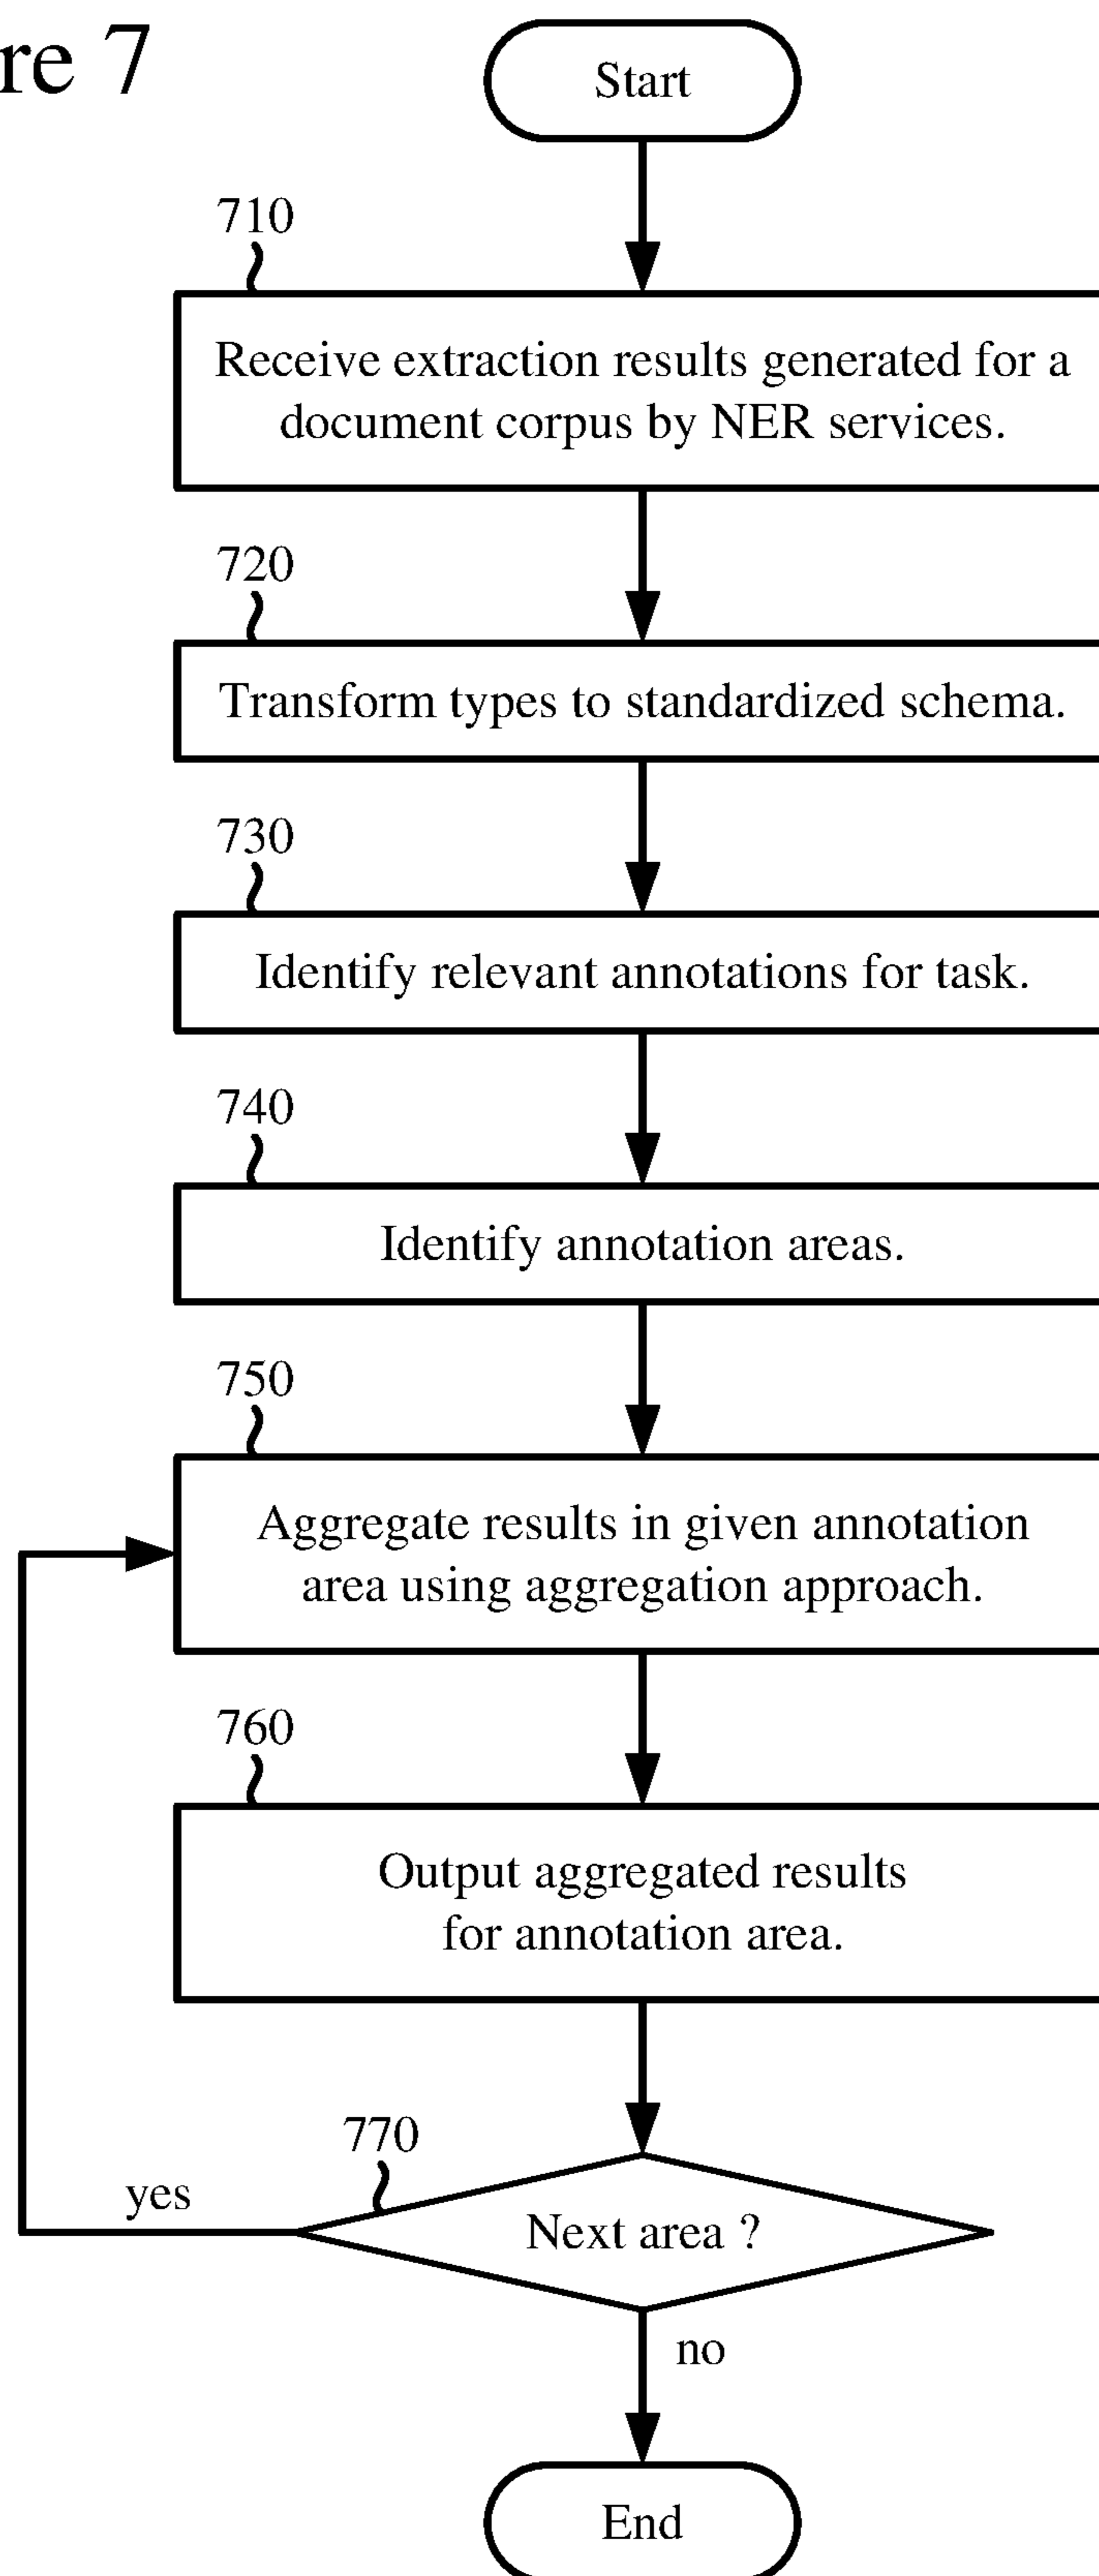 re 7
Start
710
Receive extraction results generated for a
document corpus by NER services.
720
Transform types to standardized schema.
730
Identify relevant annotations for task.
740
Identify annotation areas.
750
Aggregate results in given annotation
area using aggregation approach.
760
Output aggregated results
for annotation area.
770
yes
Next area ?
no
End